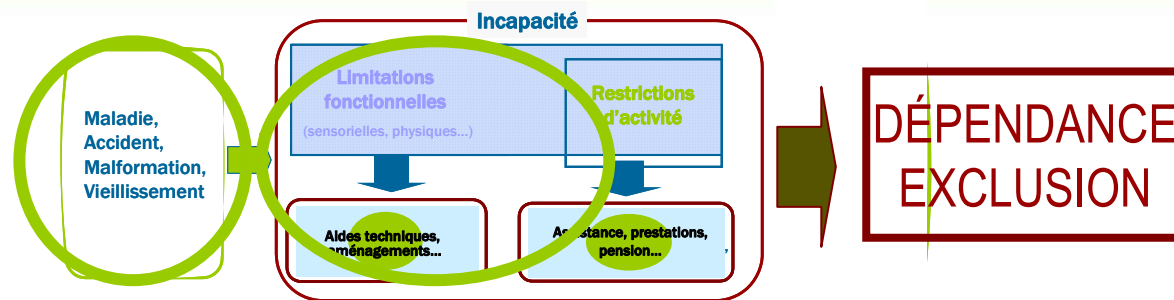 Incapacité
Limitations
fonctionnelles
(sensorielles, physiques...)
Restrictions
d'activité
Maladie,
Accident,
Malformation,
Vieillissement
Aides techniques,
aménagements...
Assistance, prestations,
pension...
DÉPENDANCE
EXCLUSION